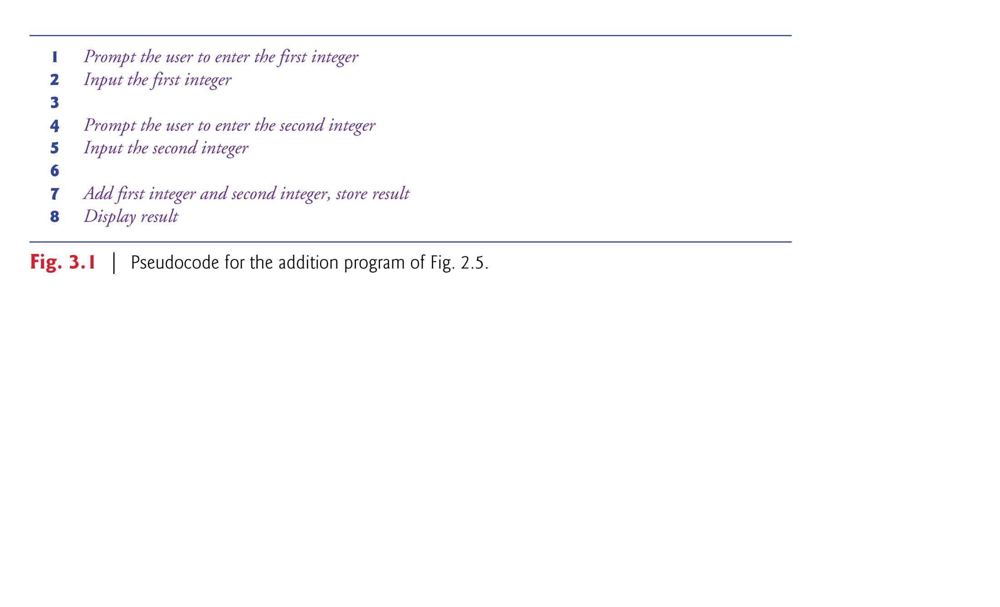 1 Prompt the user to enter the first integer
2 Input the first integer
3
4 Prompt the user to enter the second integer
5 Input the second integer
6
7 Add first integer and second integer, store result
8 Display result
Fig. 3.1 | Pseudocode for the addition program of Fig. 2.5.